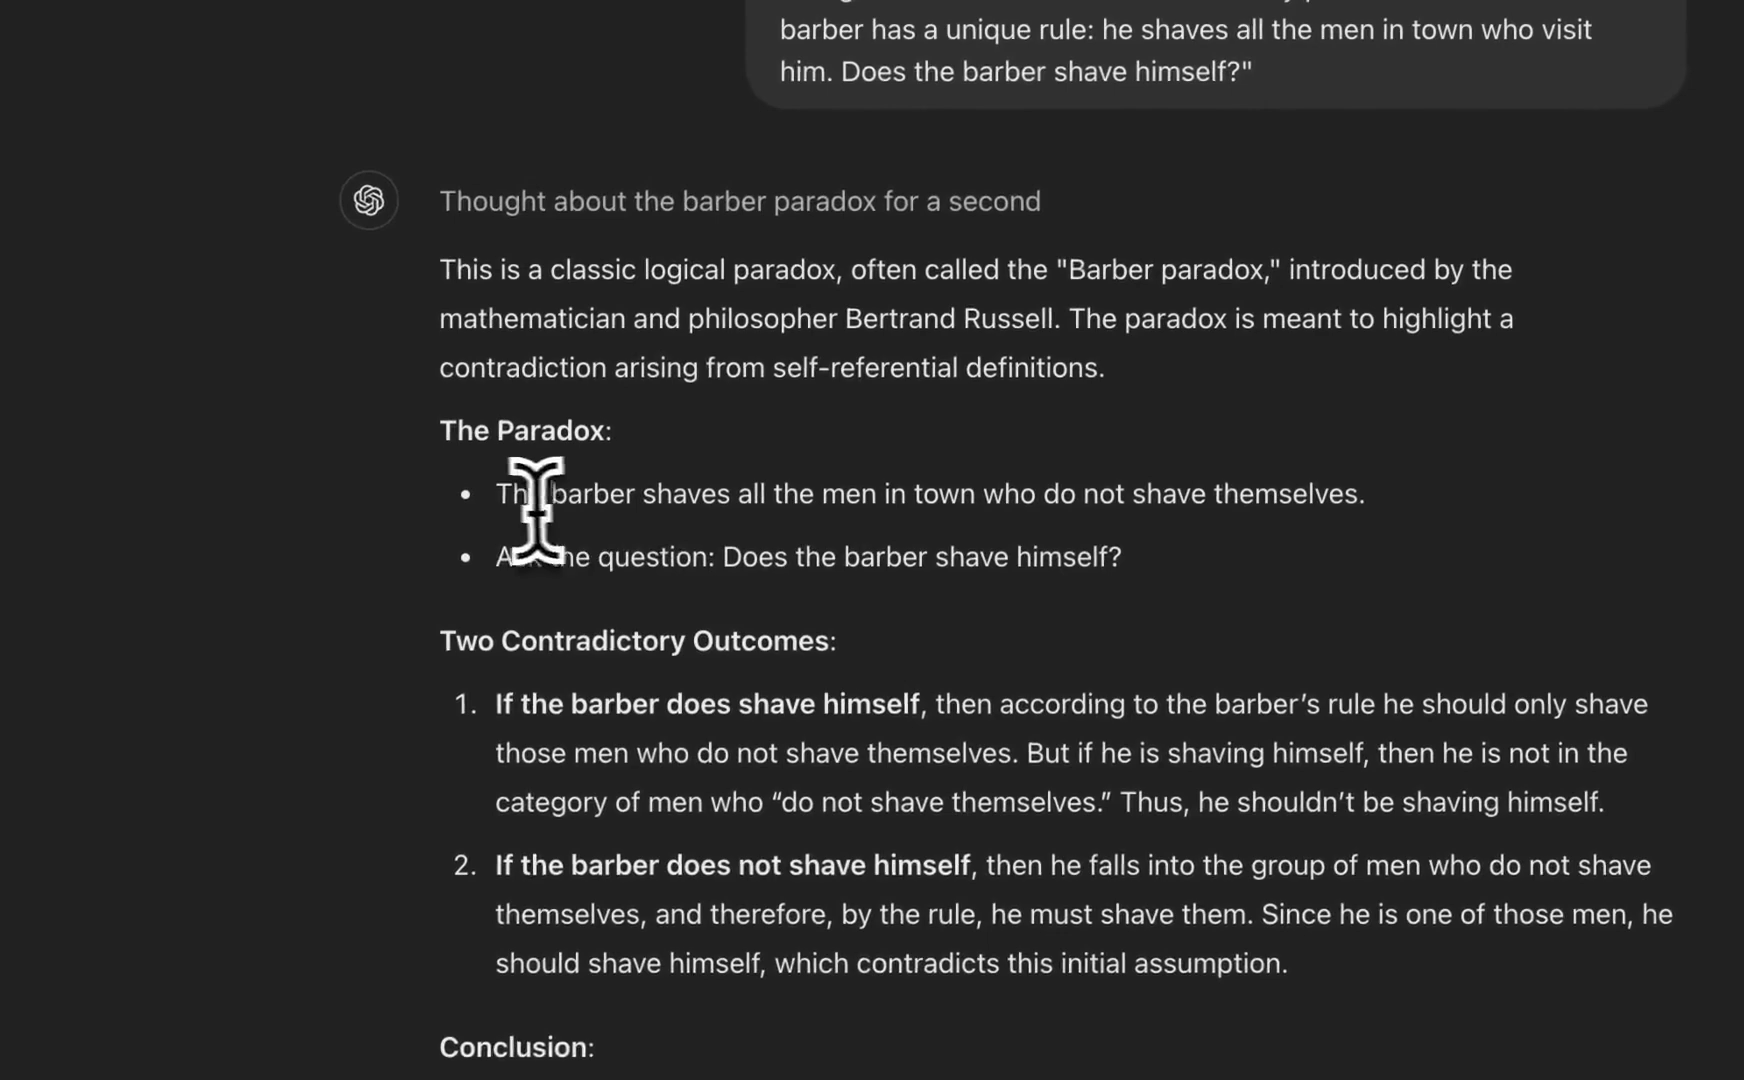 barber has a unique rule: he shaves all the men in town who visit
him. Does the barber shave himself?"
Thought about the barber paradox for a second
This is a classic logical paradox, often called the "Barber paradox," introduced by the
mathematician and philosopher Bertrand Russell. The paradox is meant to highlight a
contradiction arising from self-referential definitions.
The Paradox:
• The barber shaves all the men in town who do not shave themselves.
• Ask the question: Does the barber shave himself?
Two Contradictory Outcomes:
1. If the barber does shave himself, then according to the barber’s rule he should only shave
those men who do not shave themselves. But if he is shaving himself, then he is not in the
category of men who “do not shave themselves.” Thus, he shouldn’t be shaving himself.
2. If the barber does not shave himself, then he falls into the group of men who do not shave
themselves, and therefore, by the rule, he must shave them. Since he is one of those men, he
should shave himself, which contradicts this initial assumption.
Conclusion: